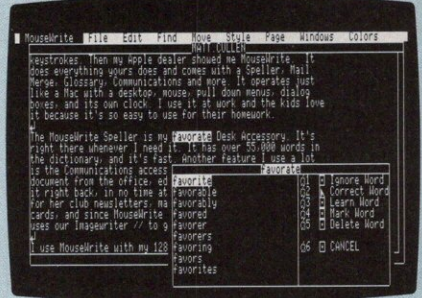 MouseWrite File Edit Find Move Style Page Windows Colors
MATT.CULLER
keystrokes. Then my Apple dealer showed me MouseWrite. It
does everything yours does and comes with a Speller, Mail
Merge, Glossary, Communications and more. It operates just
like a Mac with a desktop, mouse, pull down menus, dialog
boxes, and its own clock. I use it at work and the kids love
it because it's so easy to use for their homework.
The MouseWrite Speller is my favorate Desk Accessory. It's
right there whenever I need it. It has over 55,000 words in
the dictionary, and it's fast. Another feature I use a lot
is the Communications access
document from the office, ed
it right back, in no time at
for her club newsletters, ma
cards, and since MouseWrite
uses our Imagewriter // to g
I use MouseWrite with my 128
favorate
favorite
favorable
favorably
favored
favorer
favorers
favoring
favors
favorites
1 Ignore Word
2 Correct Word
3 Learn Word
4 Mark Word
5 Delete Word
6 CANCEL